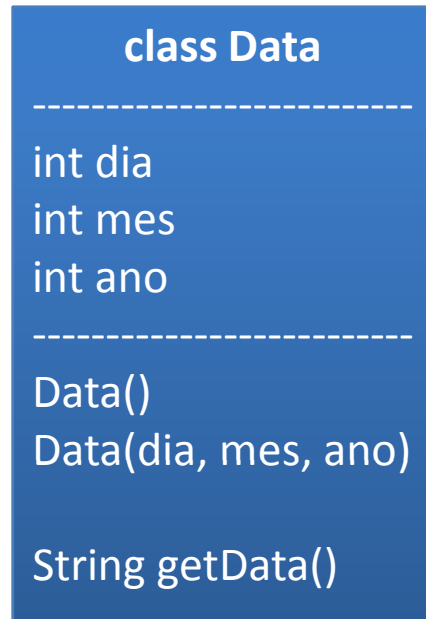 class Data
--------------------------
int dia
int mes
int ano
--------------------------
Data()
Data(dia, mes, ano)
String getData()